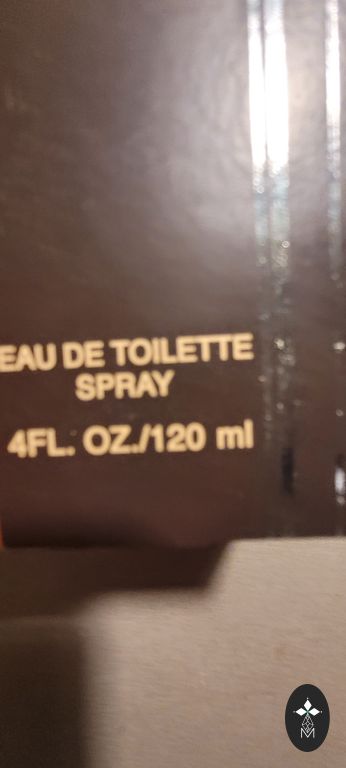 EAU DE TOILETTE
SPRAY
4FL. OZ./120 ml
M